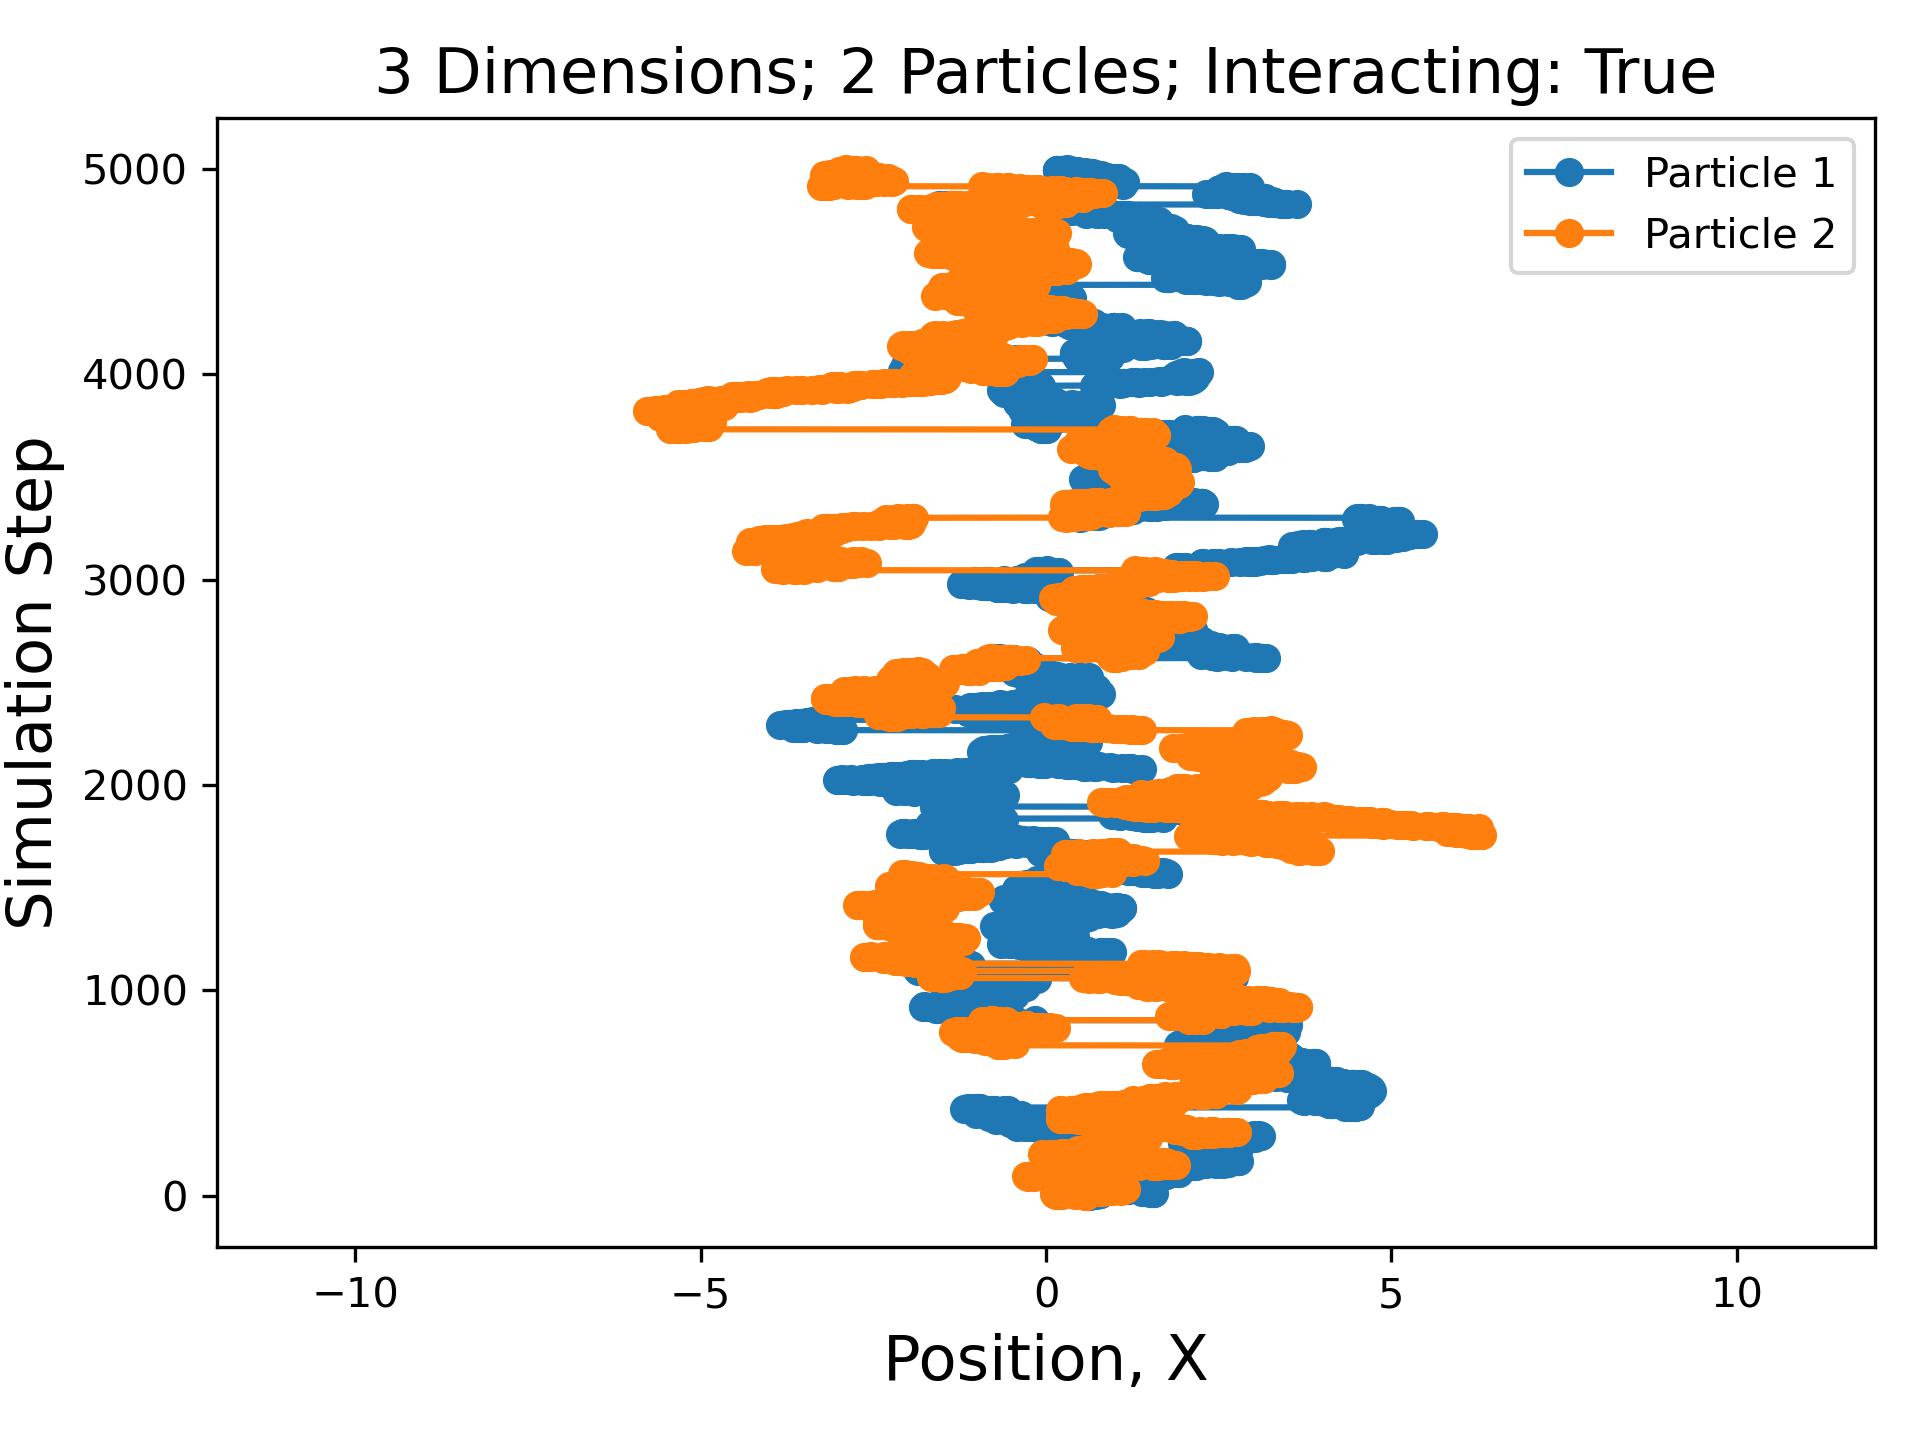 3 Dimensions; 2 Particles; Interacting: True
Particle 1
Particle 2
Simulation Step
5000
4000
3000
2000
1000
0
−10
−5
0
5
10
Position, X